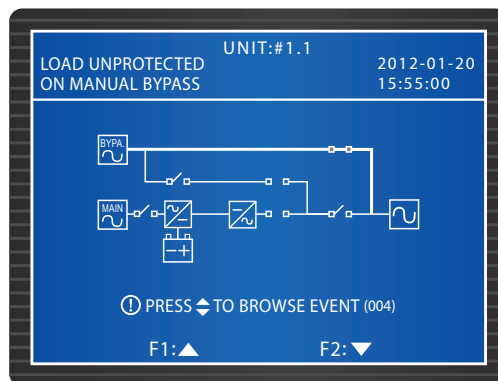 UNIT:#1.1
LOAD UNPROTECTED
ON MANUAL BYPASS
2012-01-20
15:55:00
BYPA.
MAIN
PRESS TO BROWSE EVENT (004)
F1: F2: